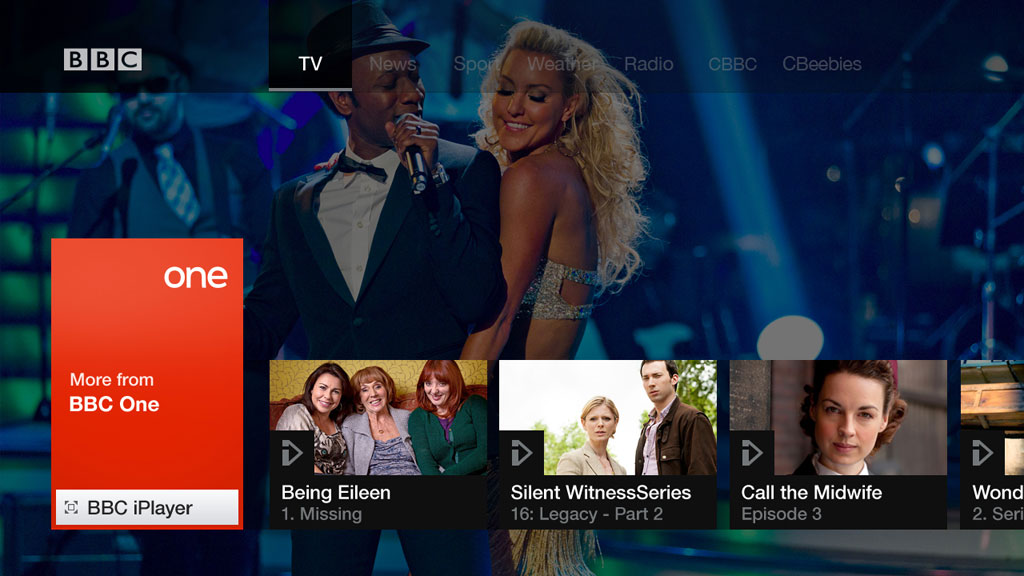 BBC
TV
News
Sport
Weather
Radio
CBBC
CBeebies
one
More from
BBC One
BBC iPlayer
Being Eileen
1. Missing
Silent WitnessSeries
16: Legacy - Part 2
Call the Midwife
Episode 3
Wond
2. Seri